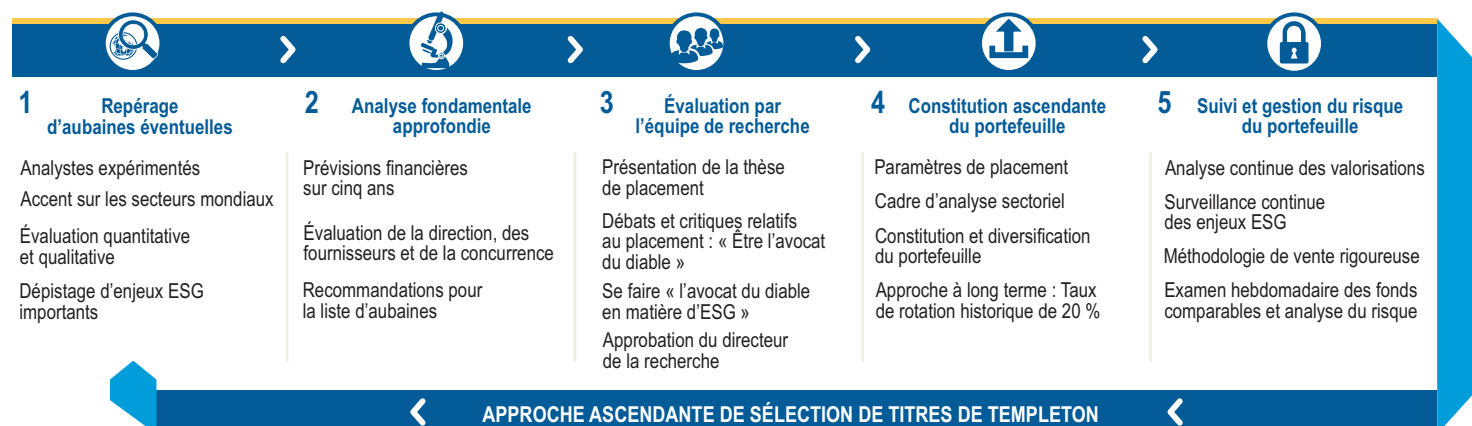 1 Repérage
d'aubaines éventuelles
Analystes expérimentés
Accent sur les secteurs mondiaux
Évaluation quantitative
et qualitative
Dépistage d'enjeux ESG
importants
2 Analyse fondamentale
approfondie
Prévisions financières
sur cinq ans
Évaluation de la direction, des
fournisseurs et de la concurrence
Recommandations pour
la liste d'aubaines
3 Évaluation par
l'équipe de recherche
Présentation de la thèse
de placement
Débats et critiques relatifs
au placement : « Être l'avocat
du diable »
Se faire « l'avocat du diable
en matière d'ESG »
Approbation du directeur
de la recherche
4 Constitution ascendante
du portefeuille
Paramètres de placement
Cadre d'analyse sectoriel
Constitution et diversification
du portefeuille
Approche à long terme : Taux
de rotation historique de 20 %
5 Suivi et gestion du risque
du portefeuille
Analyse continue des valorisations
Surveillance continue
des enjeux ESG
Méthodologie de vente rigoureuse
Examen hebdomadaire des fonds
comparables et analyse du risque
APPROCHE ASCENDANTE DE SÉLECTION DE TITRES DE TEMPLETON